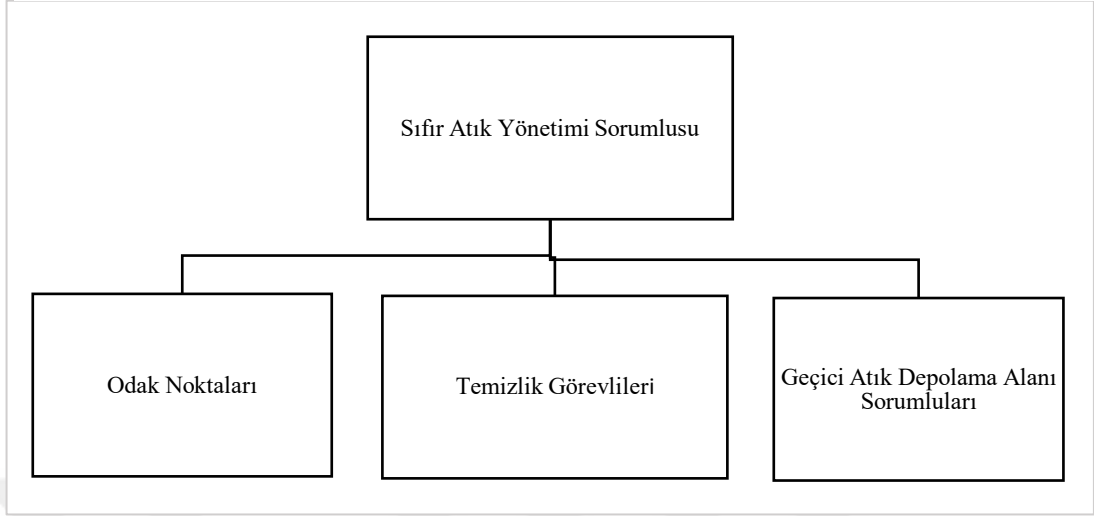 Sıfır Atık Yönetimi Sorumlusu
Odak Noktaları
Temizlik Görevlileri
Geçici Atık Depolama Alanı
Sorumluları